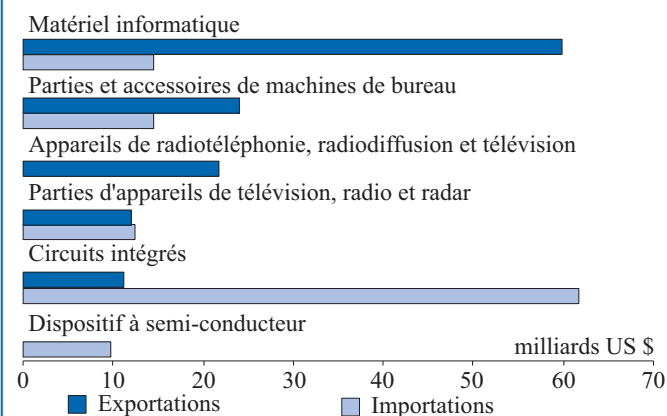 Matériel informatique
Parties et accessoires de machines de bureau
Appareils de radiotéléphonie, radiodiffusion et télévision
Parties d'appareils de télévision, radio et radar
Circuits intégrés
Dispositif à semi-conducteur
milliards US $
0 10 20 30 40 50 60 70
Exportations Importations